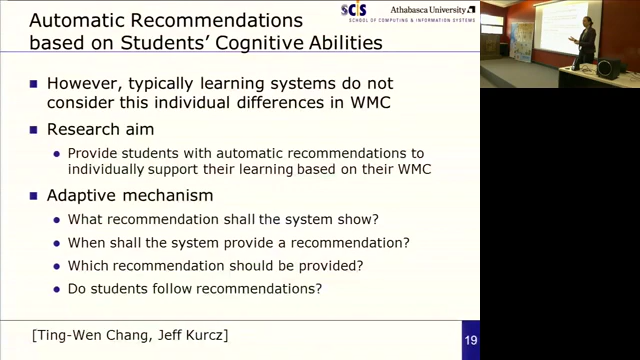 Automatic Recommendations
based on Students' Cognitive Abilities
SCIS
Athabasca University
SCHOOL OF COMPUTING & INFORMATION SYSTEMS
However, typically learning systems do not
consider this individual differences in WMC
Research aim
Provide students with automatic recommendations to
individually support their learning based on their WMC
Adaptive mechanism
What recommendation shall the system show?
When shall the system provide a recommendation?
Which recommendation should be provided?
Do students follow recommendations?
[Ting-Wen Chang, Jeff Kurcz]
19